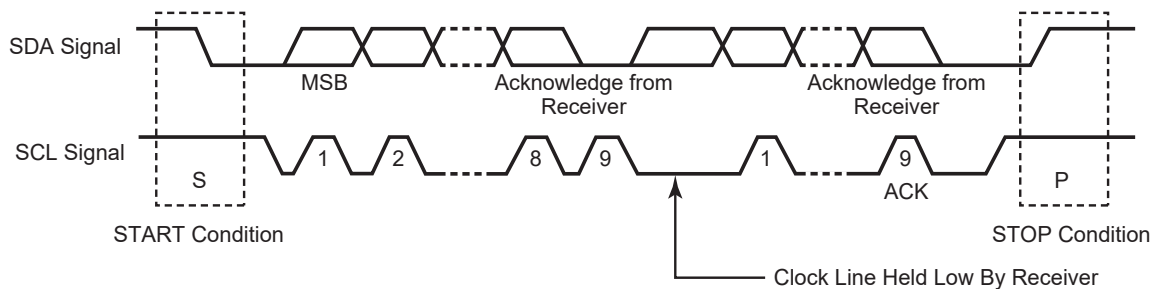 SDA Signal
MSB
Acknowledge from
Receiver
Acknowledge from
Receiver
SCL Signal
S
1
2
8
9
1
9
ACK
P
START Condition
STOP Condition
Clock Line Held Low By Receiver